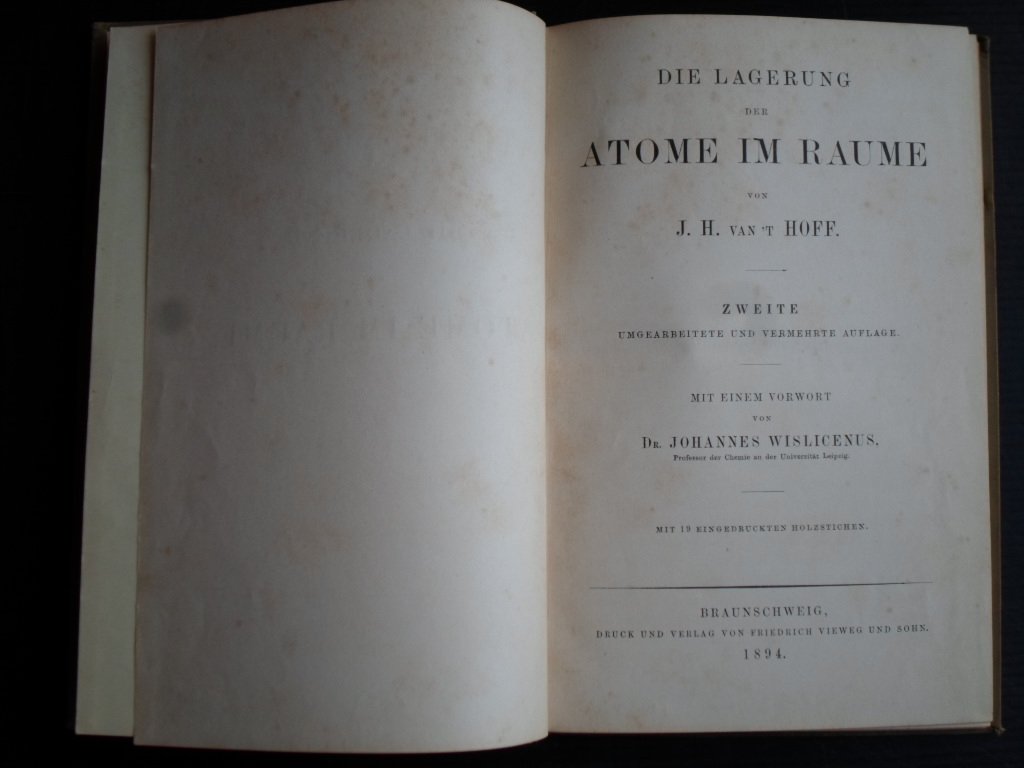 DIE LAGERUNG
DER
ATOME IM RAUME
VON
J. H. VAN 'T HOFF.
ZWEITE
UMGEARBEITETE UND VERMEHRTE AUFLAGE.
MIT EINEM VORWORT
VON
DR. JOHANNES WISLICENUS,
Professor der Chemie an der Universität Leipzig.
MIT 19 EINGEDRUCKTEN HOLZSTICHEN.
BRAUNSCHWEIG,
DRUCK UND VERLAG VON FRIEDRICH VIEWEG UND SOHN.
1894.